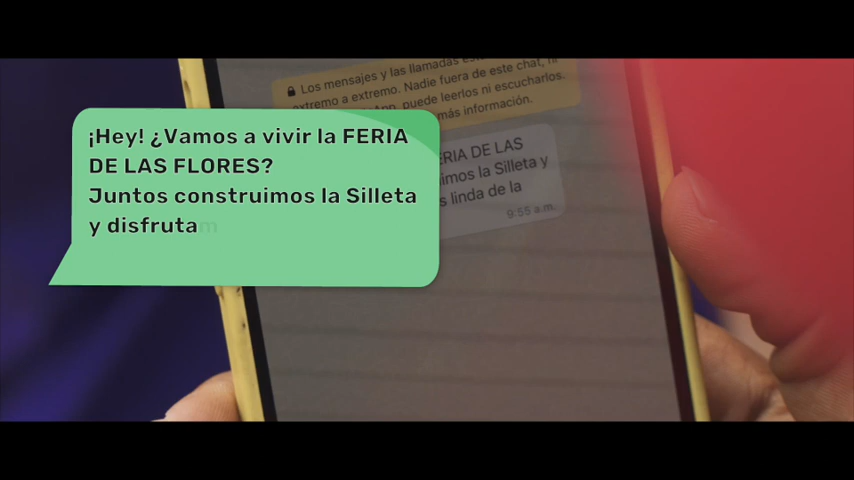 ¡Hey! ¿Vamos a vivir la FERIA
DE LAS FLORES?
Juntos construimos la Silleta
y disfrutam
Los mensajes y las llamadas
extremo a extremo. Nadie fuera de este chat, ni
puede leerlos ni escucharlos.
más información.
ERIA DE LAS
imos la Silleta y
s linda de la
9:55 a.m.